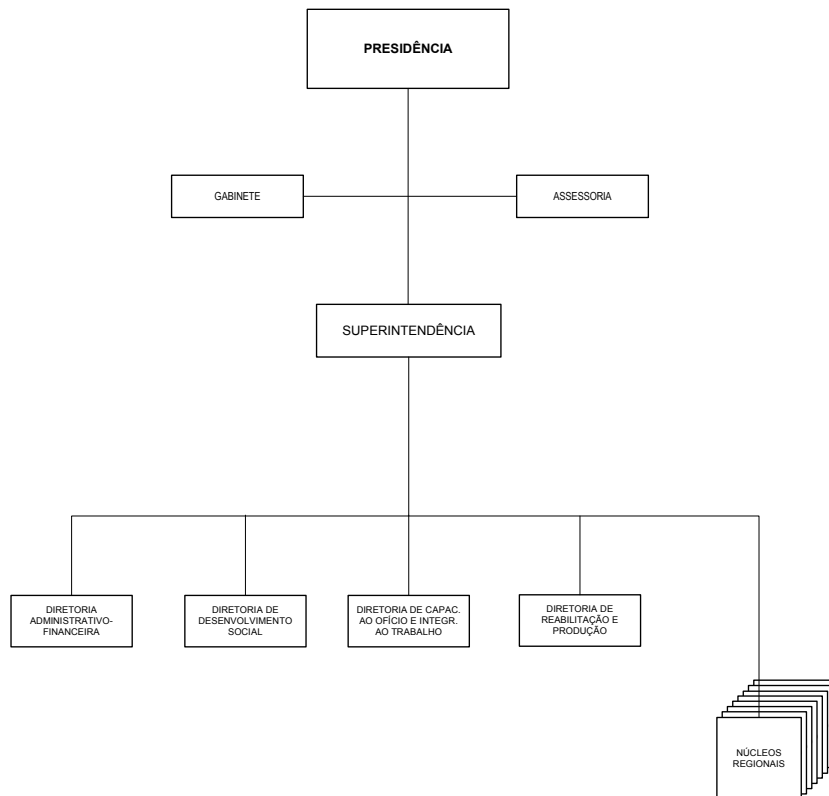 PRESIDÊNCIA
GABINETE
ASSESSORIA
SUPERINTENDÊNCIA
DIRETORIA
ADMINISTRATIVO-
FINANCEIRA
DIRETORIA DE
DESENVOLVIMENTO
SOCIAL
DIRETORIA DE CAPAC.
AO OFÍCIO E INTEGR.
AO TRABALHO
DIRETORIA DE
REABILITAÇÃO E
PRODUÇÃO
NÚCLEOS
REGIONAIS